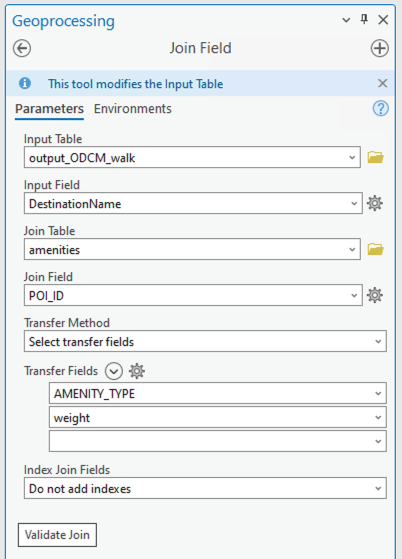 Geoprocessing
Join Field
This tool modifies the Input Table
Parameters Environments
Input Table
output_ODCM_walk
Input Field
DestinationName
Join Table
amenities
Join Field
POI_ID
Transfer Method
Select transfer fields
Transfer Fields
AMENITY_TYPE
weight
Index Join Fields
Do not add indexes
Validate Join